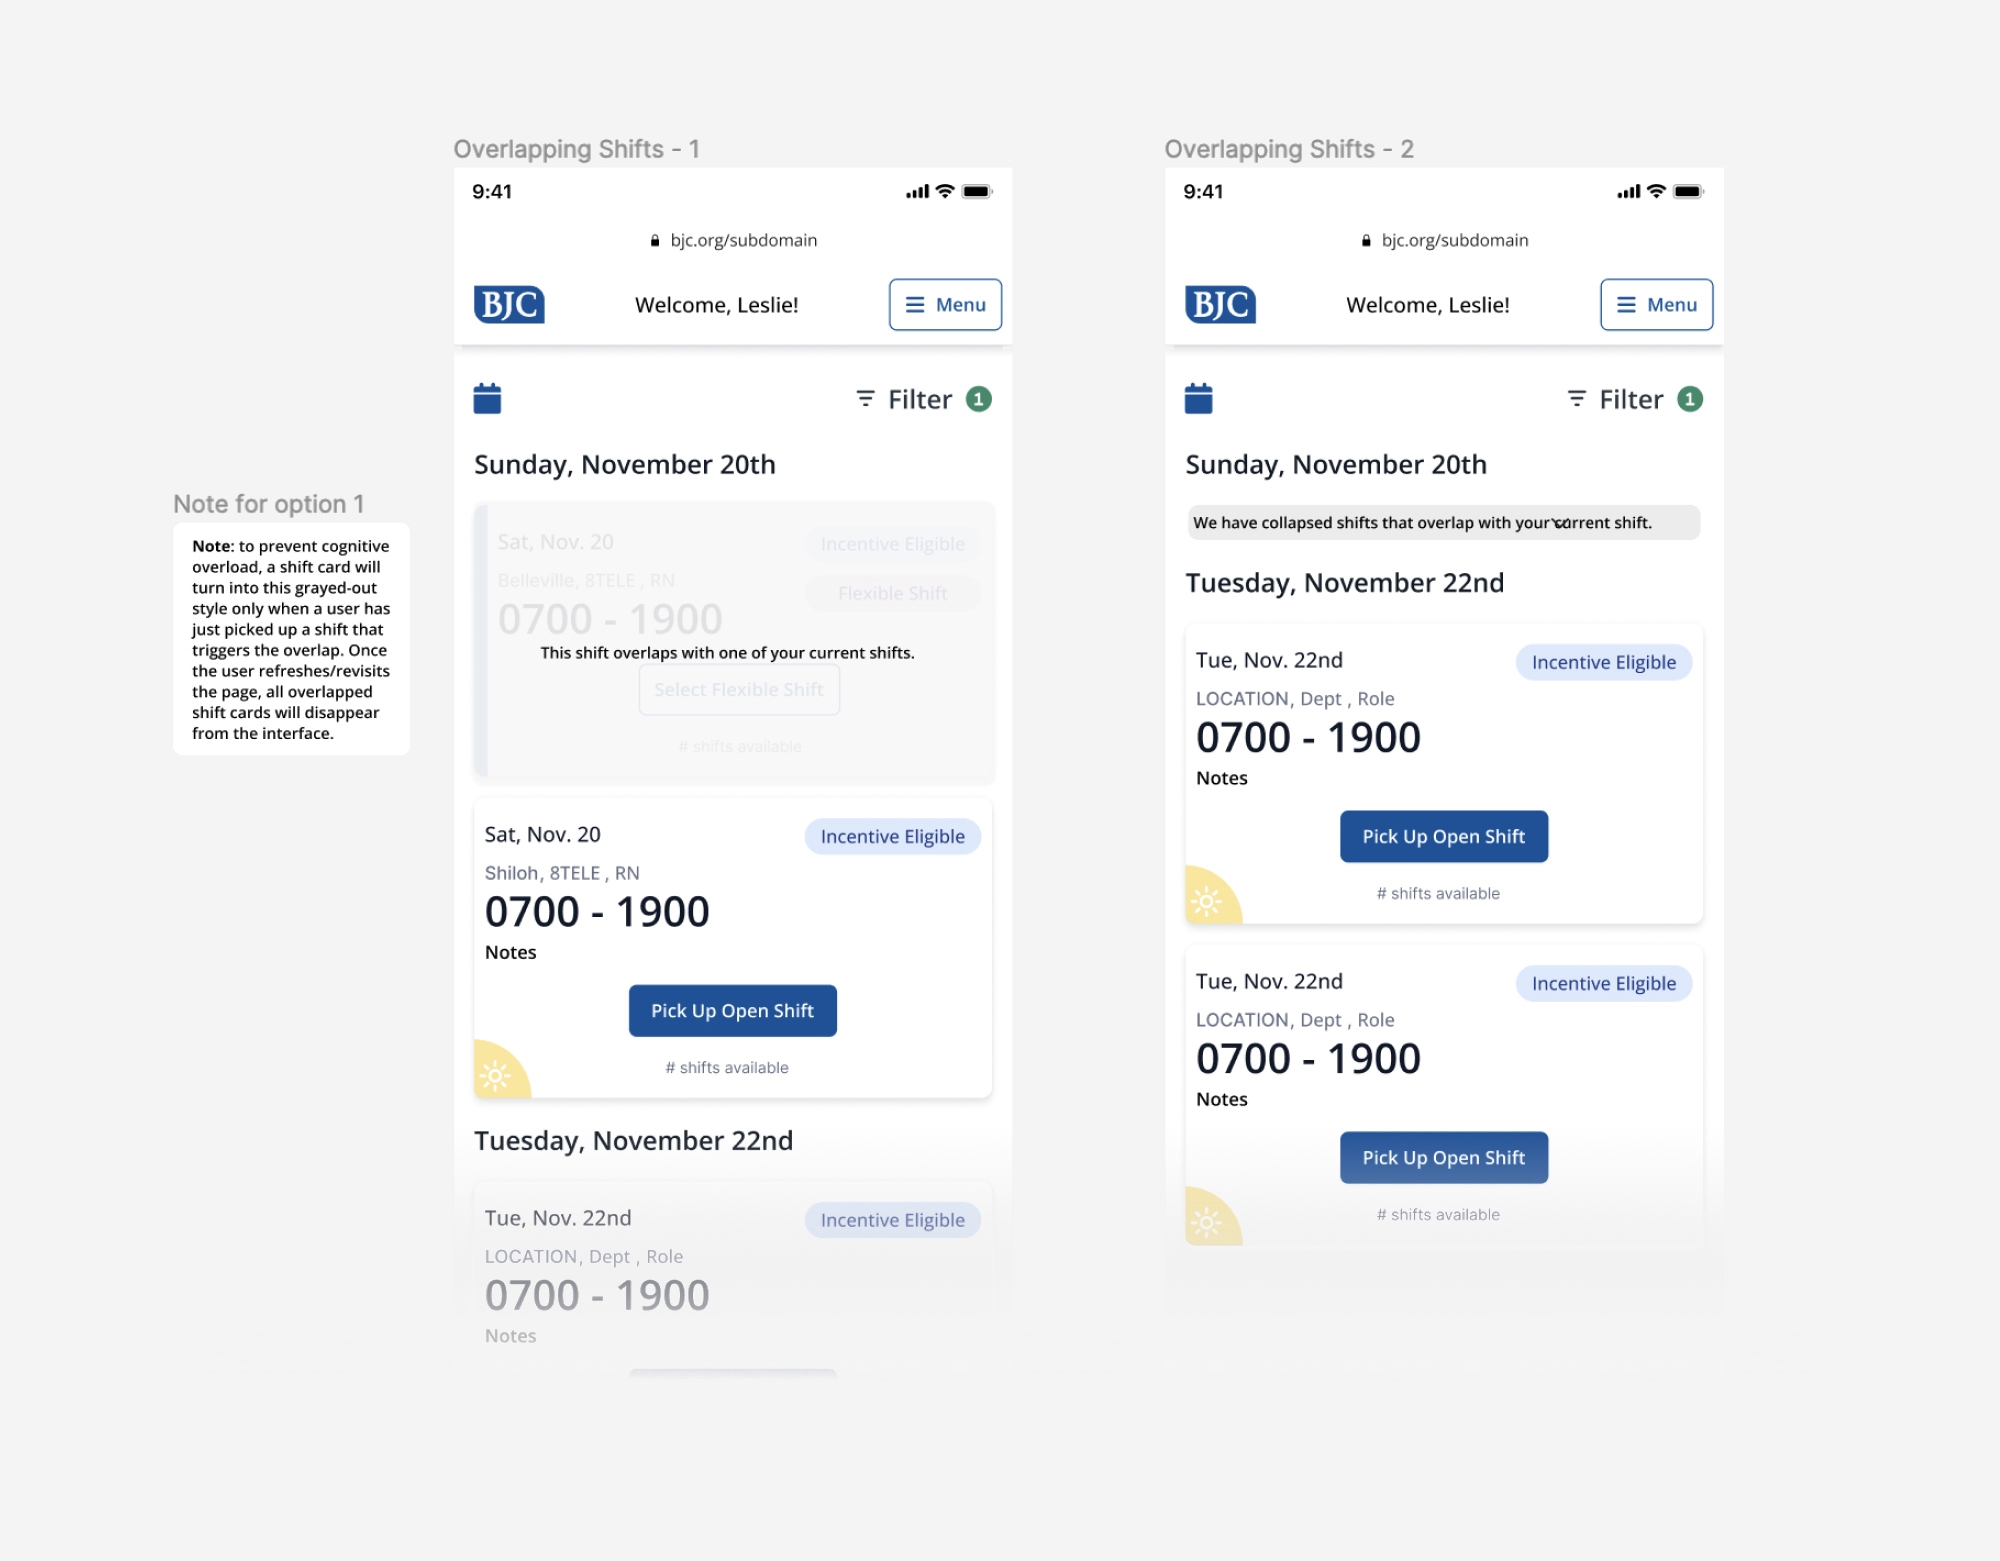 Overlapping Shifts - 1
9:41
bjc.org/subdomain
BJC
Welcome, Leslie!
Menu
Filter 1
Sunday, November 20th
Sat, Nov. 20
Incentive Eligible
Belleville, 8TELE , RN
Flexible Shift
0700 - 1900
This shift overlaps with one of your current shifts.
Select Flexible Shift
# shifts available
Sat, Nov. 20
Incentive Eligible
Shiloh, 8TELE , RN
0700 - 1900
Notes
Pick Up Open Shift
# shifts available
Tuesday, November 22nd
Tue, Nov. 22nd
Incentive Eligible
LOCATION, Dept , Role
0700 - 1900
Notes
Note for option 1
Note: to prevent cognitive
overload, a shift card will
turn into this grayed-out
style only when a user has
just picked up a shift that
triggers the overlap. Once
the user refreshes/revisits
the page, all overlapped
shift cards will disappear
from the interface.
Overlapping Shifts - 2
9:41
bjc.org/subdomain
BJC
Welcome, Leslie!
Menu
Filter 1
Sunday, November 20th
We have collapsed shifts that overlap with your current shift.
Tuesday, November 22nd
Tue, Nov. 22nd
Incentive Eligible
LOCATION, Dept , Role
0700 - 1900
Notes
Pick Up Open Shift
# shifts available
Tue, Nov. 22nd
Incentive Eligible
LOCATION, Dept , Role
0700 - 1900
Notes
Pick Up Open Shift
# shifts available